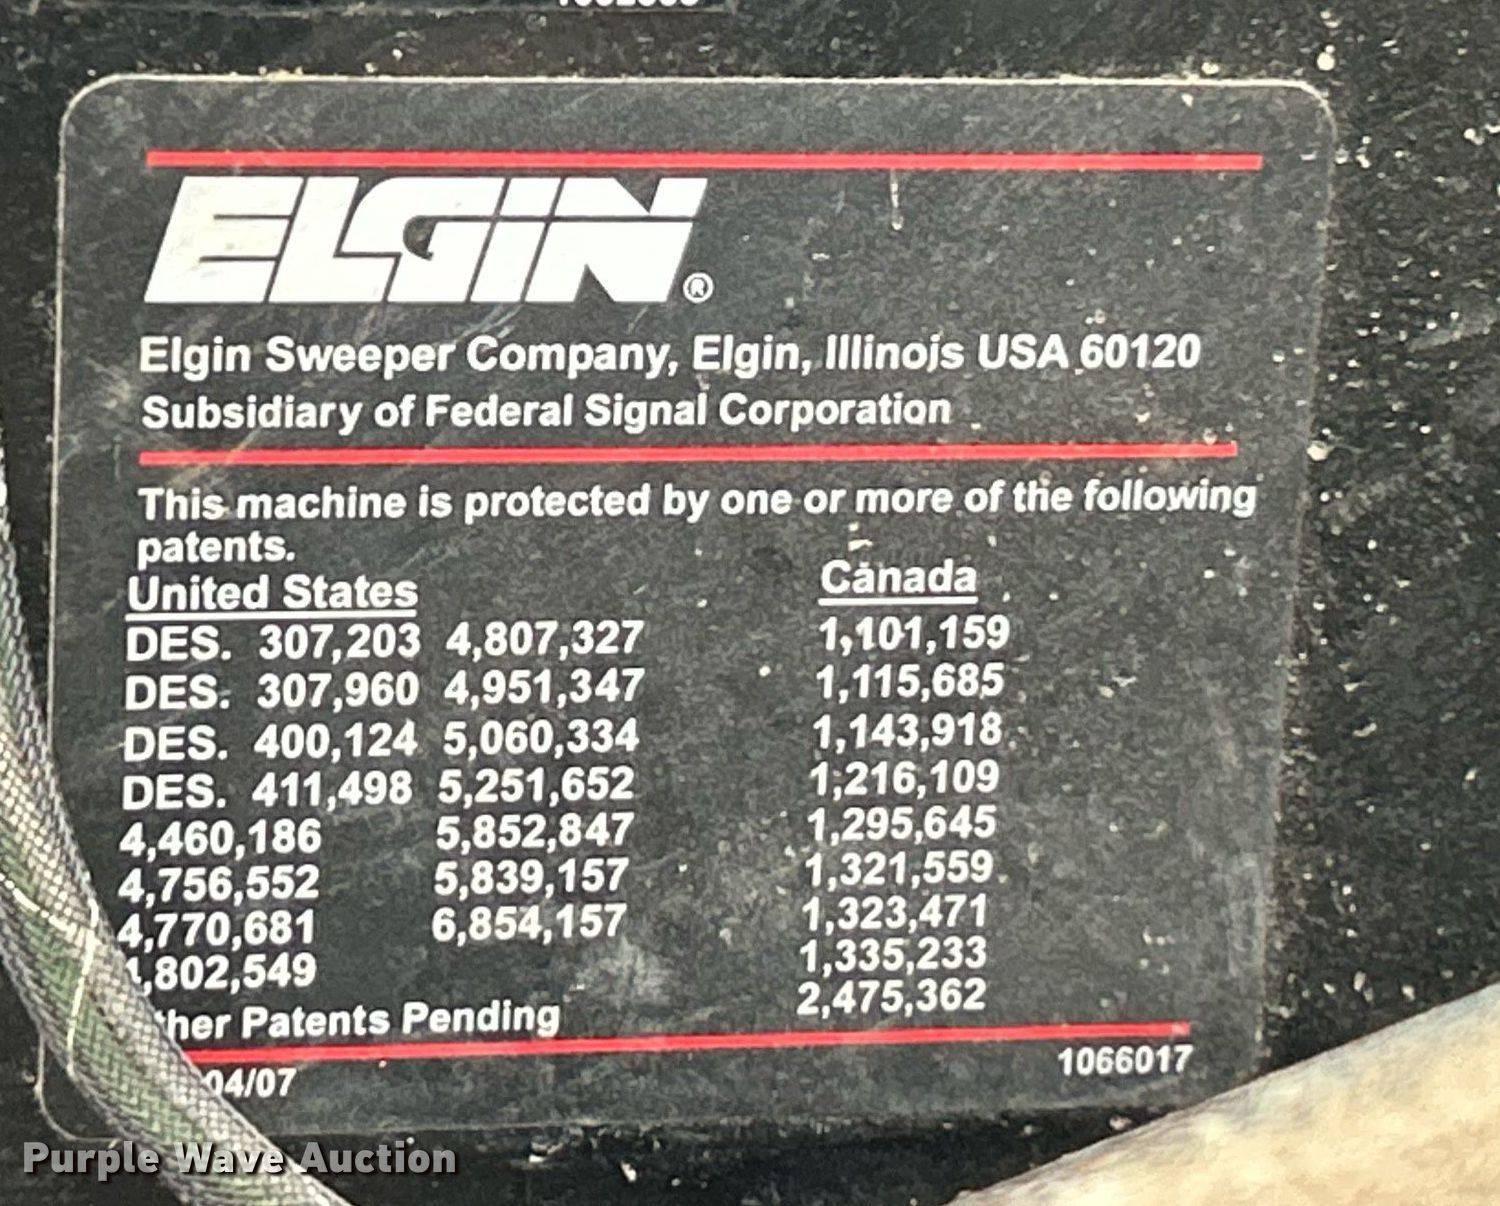 ELGIN®
Elgin Sweeper Company, Elgin, Illinois USA 60120
Subsidiary of Federal Signal Corporation
This machine is protected by one or more of the following
patents.
United States Canada
DES. 307,203 4,807,327 1,101,159
DES. 307,960 4,951,347 1,115,685
DES. 400,124 5,060,334 1,143,918
DES. 411,498 5,251,652 1,216,109
4,460,186 5,852,847 1,295,645
4,756,552 5,839,157 1,321,559
4,770,681 6,854,157 1,323,471
,802,549 1,335,233
2,475,362
ther Patents Pending
04/07 1066017
Purple Wave Auction